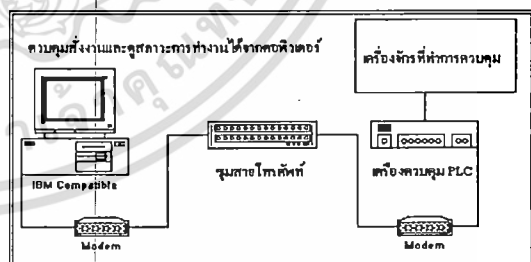 ควบคุมสั่งงานและดูสภาวะการทำงานได้จากคอพิวเตอร์
เครื่องจักรที่ทำการควบคุม
IBM Compatible
ชุมสายโทรศัพท์
เครื่องควบคุม PLC
Modem
Modem